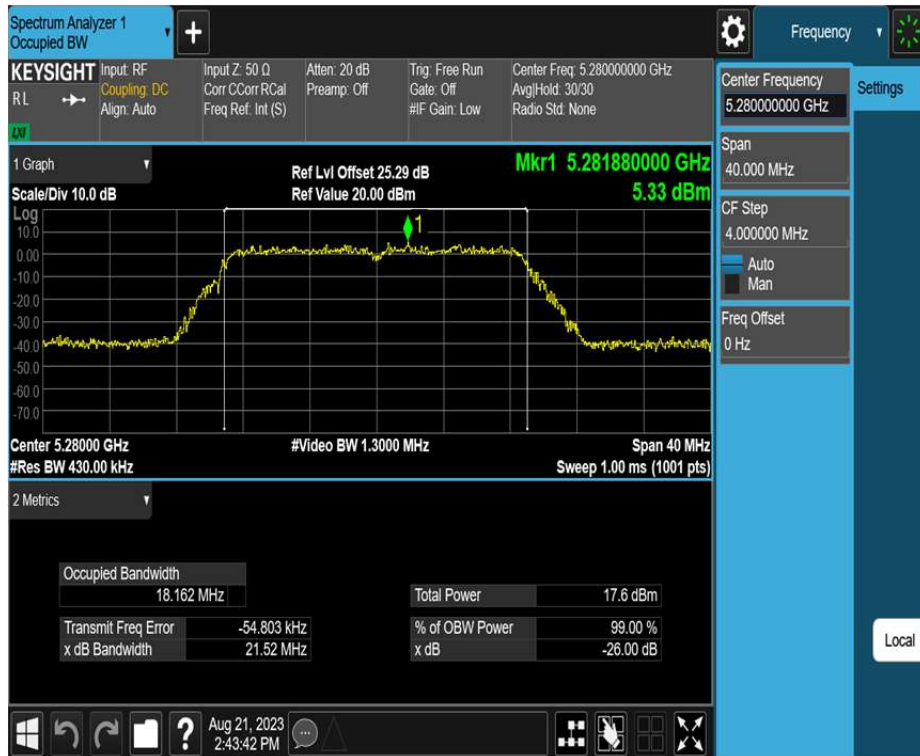 Spectrum Analyzer 1
Occupied BW
+
Frequency
KEYSIGHT
R L
LXI
Input: RF
Coupling: DC
Align: Auto
Input Z: 50 Ω
Corr CCorr RCal
Freq Ref: Int (S)
Atten: 20 dB
Preamp: Off
Trig: Free Run
Gate: Off
#IF Gain: Low
Center Freq: 5.280000000 GHz
Avg|Hold: 30/30
Radio Std: None
Center Frequency
5.280000000 GHz
Settings
Span
40.000 MHz
CF Step
4.000000 MHz
Auto
Man
Freq Offset
0 Hz
1 Graph
Scale/Div 10.0 dB
Ref Lvl Offset 25.29 dB
Ref Value 20.00 dBm
Mkr1 5.281880000 GHz
5.33 dBm
Log
1
10.0
0.00
-10.0
-20.0
-30.0
-40.0
-50.0
-60.0
-70.0
Center 5.28000 GHz
#Video BW 1.3000 MHz
Span 40 MHz
#Res BW 430.00 kHz
Sweep 1.00 ms (1001 pts)
2 Metrics
Occupied Bandwidth
18.162 MHz
Total Power 17.6 dBm
Transmit Freq Error -54.803 kHz
% of OBW Power 99.00 %
x dB Bandwidth 21.52 MHz
x dB -26.00 dB
Local
?
Aug 21, 2023
2:43:42 PM